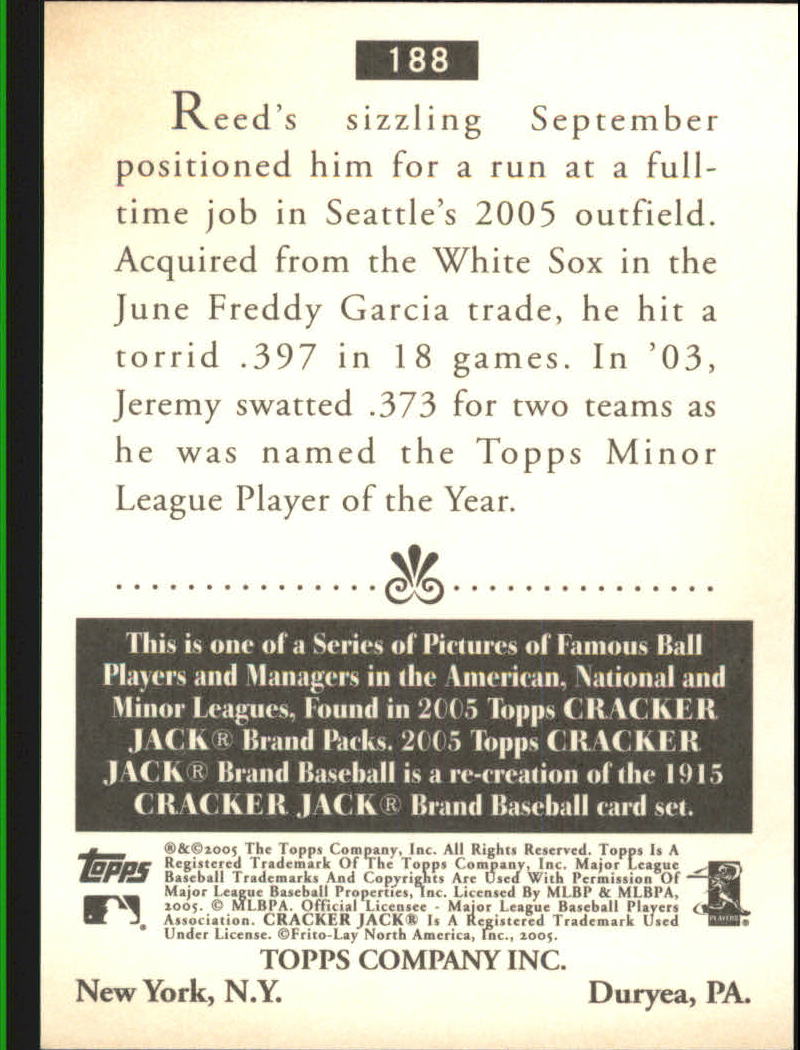 188
Reed's sizzling September
positioned him for a run at a full-
time job in Seattle's 2005 outfield.
Acquired from the White Sox in the
June Freddy Garcia trade, he hit a
torrid .397 in 18 games. In '03,
Jeremy swatted .373 for two teams as
he was named the Topps Minor
League Player of the Year.
This is one of a Series of Pictures of Famous Ball
Players and Managers in the American, National and
Minor Leagues, Found in 2005 Topps CRACKER
JACK® Brand Packs. 2005 Topps CRACKER
JACK® Brand Baseball is a re-creation of the 1915
CRACKER JACK® Brand Baseball card set.
Topps
®&©2005 The Topps Company, Inc. All Rights Reserved. Topps Is A
Registered Trademark Of The Topps Company, Inc. Major League
Baseball Trademarks And Copyrights Are Used With Permission Of
Major League Baseball Properties, Inc. Licensed By MLBP & MLBPA,
2005. © MLBPA. Official Licensee - Major League Baseball Players
Association. CRACKER JACK® Is A Registered Trademark Used
Under License. ©Frito-Lay North America, Inc., 2005.
PLAYERS
TOPPS COMPANY INC.
New York, N.Y. Duryea, PA.